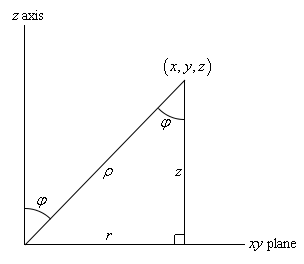 z axis
(x, y, z)
φ
φ
ρ
z
r
xy plane